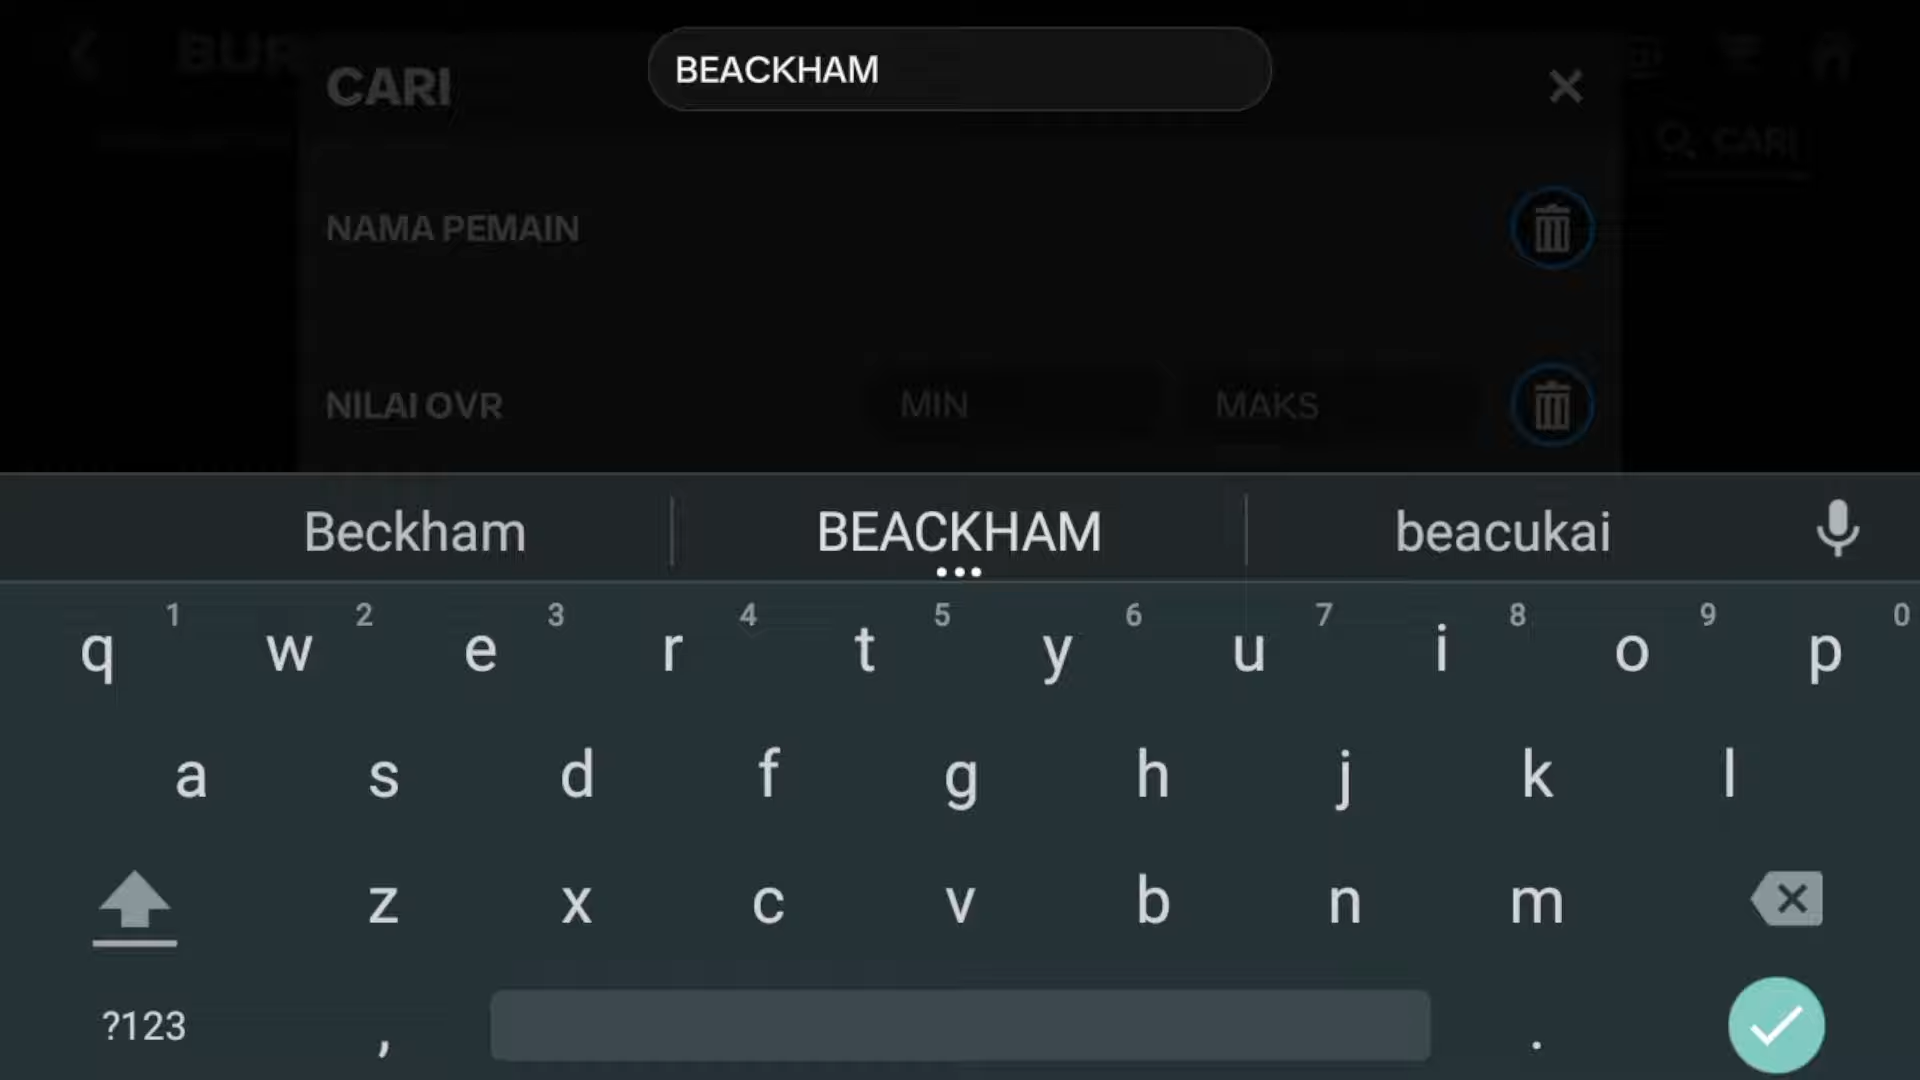 BUR
CARI
BEACKHAM
CARI
NAMA PEMAIN
NILAI OVR MIN MAKS
Beckham BEACKHAM beacukai
1 2 3 4 5 6 7 8 9 0
q w e r t y u i o p
a s d f g h j k l
z x c v b n m
?123 , .